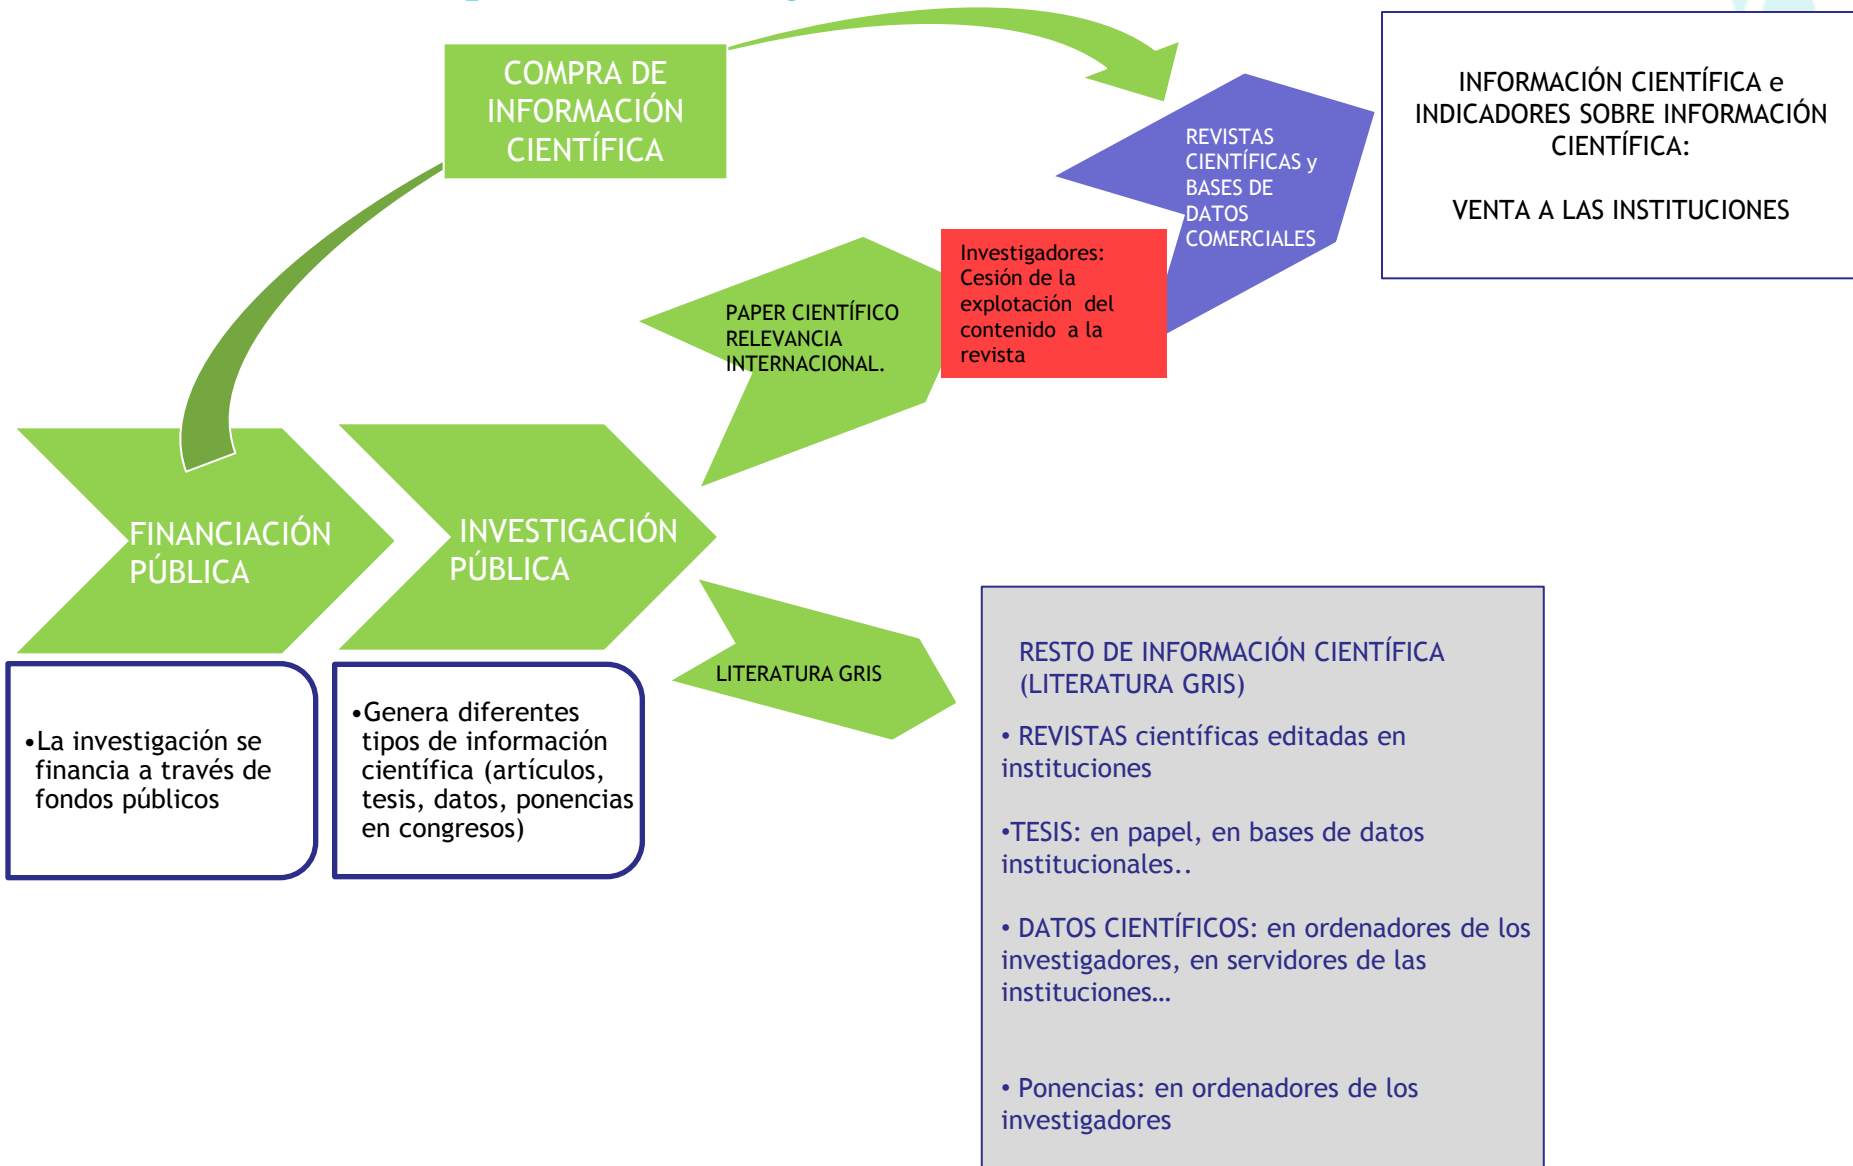 COMPRA DE
INFORMACIÓN
CIENTÍFICA
REVISTAS
CIENTÍFICAS y
BASES DE
DATOS
COMERCIALES
INFORMACIÓN CIENTÍFICA e
INDICADORES SOBRE INFORMACIÓN
CIENTÍFICA:
VENTA A LAS INSTITUCIONES
PAPER CIENTÍFICO
RELEVANCIA
INTERNACIONAL.
Investigadores:
Cesión de la
explotación del
contenido a la
revista
FINANCIACIÓN
PÚBLICA
INVESTIGACIÓN
PÚBLICA
•La investigación se
financia a través de
fondos públicos
•Genera diferentes
tipos de información
científica (artículos,
tesis, datos, ponencias
en congresos)
LITERATURA GRIS
RESTO DE INFORMACIÓN CIENTÍFICA
(LITERATURA GRIS)
• REVISTAS científicas editadas en
instituciones
•TESIS: en papel, en bases de datos
institucionales..
• DATOS CIENTÍFICOS: en ordenadores de los
investigadores, en servidores de las
instituciones…
• Ponencias: en ordenadores de los
investigadores